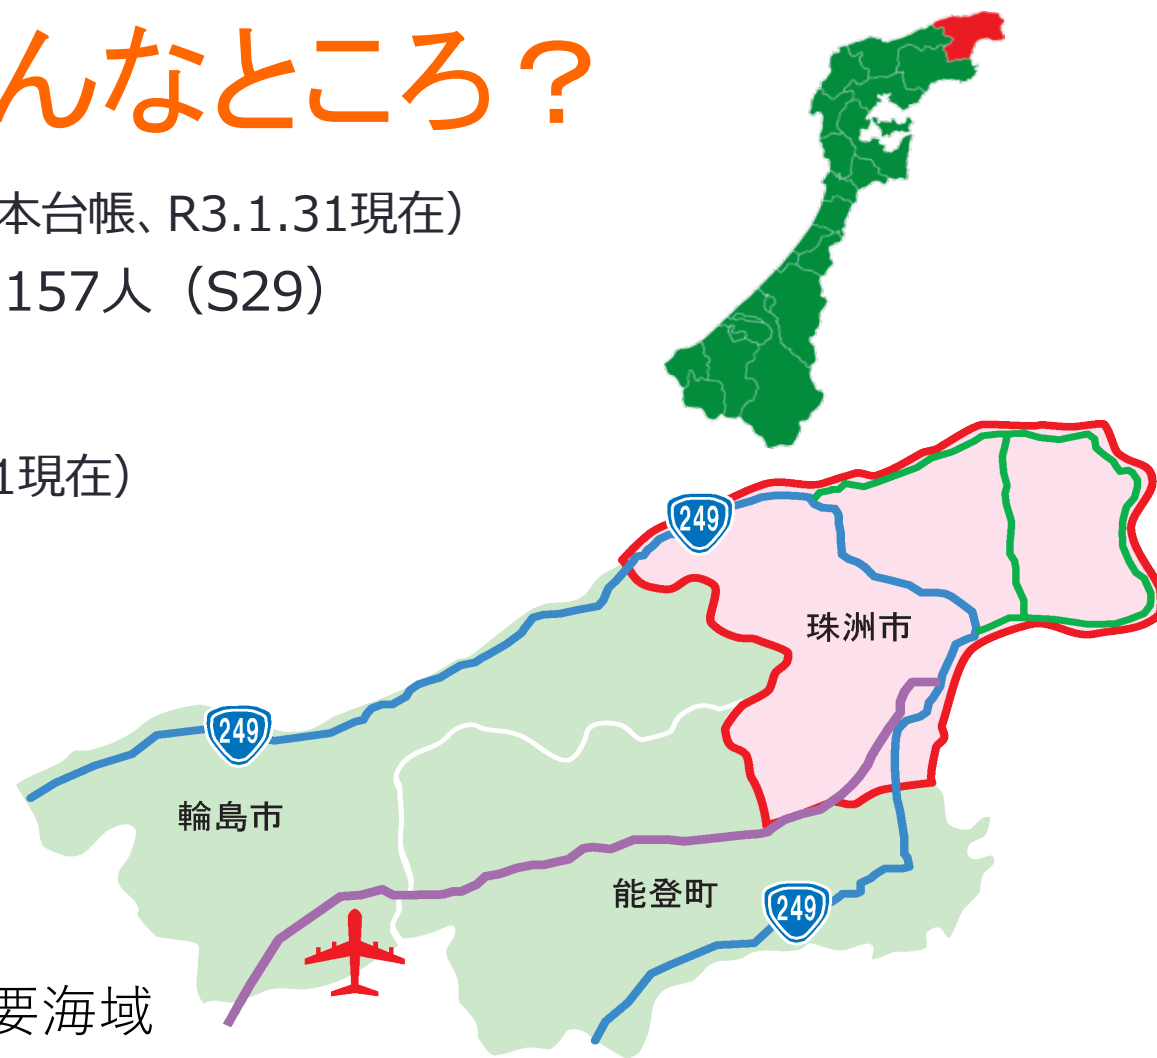 んなところ？
本台帳、R3.1.31現在）
157人（S29）
1現在）
249
珠洲市
249
輪島市
能登町
249
要海域